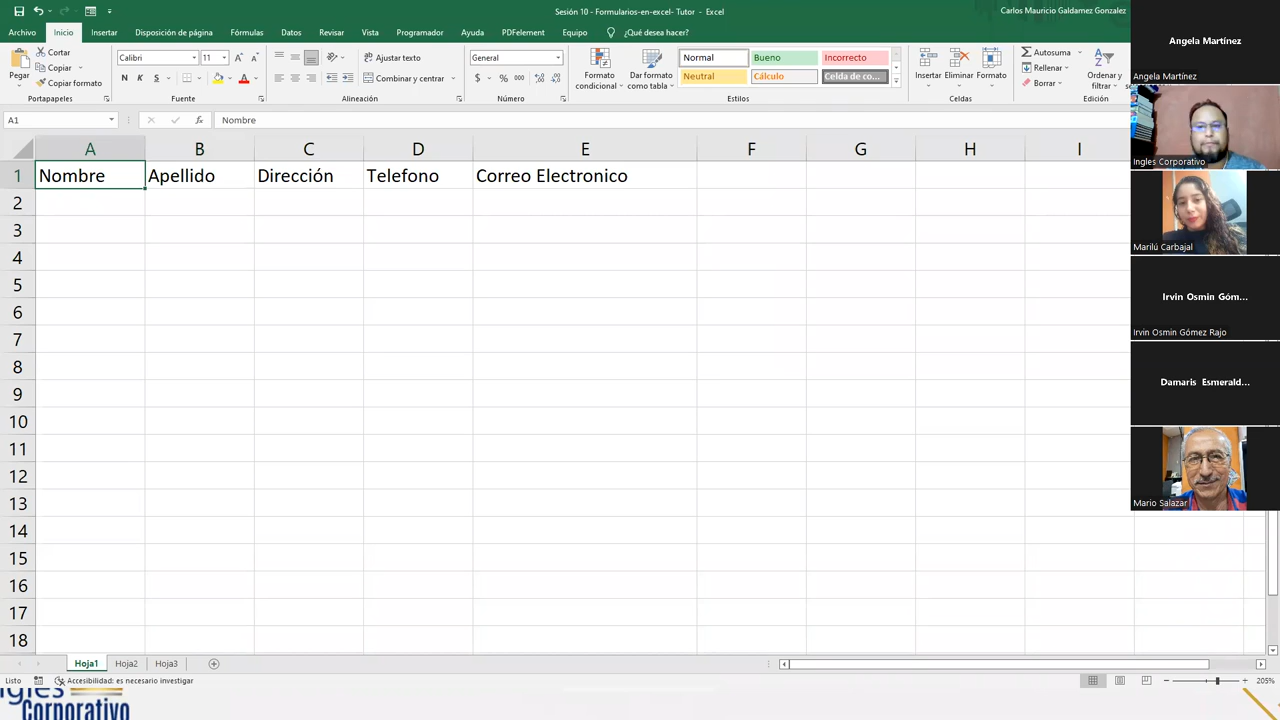 Sesión 10 - Formularios-en-excel- Tutor - Excel
Carlos Mauricio Galdamez Gonzalez
Archivo Inicio Insertar Disposición de página Fórmulas Datos Revisar Vista Programador Ayuda PDFelement Equipo ¿Qué desea hacer?
Pegar
Cortar
Copiar
Copiar formato
Portapapeles
Calibri 11
N K S
Fuente
Ajustar texto
Combinar y centrar
Alineación
General
$ % 000
Número
Formato condicional
Dar formato como tabla
Normal Bueno Incorrecto
Neutral Cálculo Celda de co...
Estilos
Insertar Eliminar Formato
Celdas
Autosuma
Rellenar
Borrar
Ordenar y filtrar
Edición
A1 fx Nombre
A B C D E F G H I
1 Nombre Apellido Dirección Telefono Correo Electronico
2
3
4
5
6
7
8
9
10
11
12
13
14
15
16
17
18
Hoja1 Hoja2 Hoja3
Listo Accesibilidad: es necesario investigar 205%
Angela Martínez
Angela Martínez
Ingles Corporativo
Marilú Carbajal
Irvin Osmin Góm...
Irvin Osmin Gómez Rajo
Damaris Esmerald...
Mario Salazar
Ingles
Corporativo